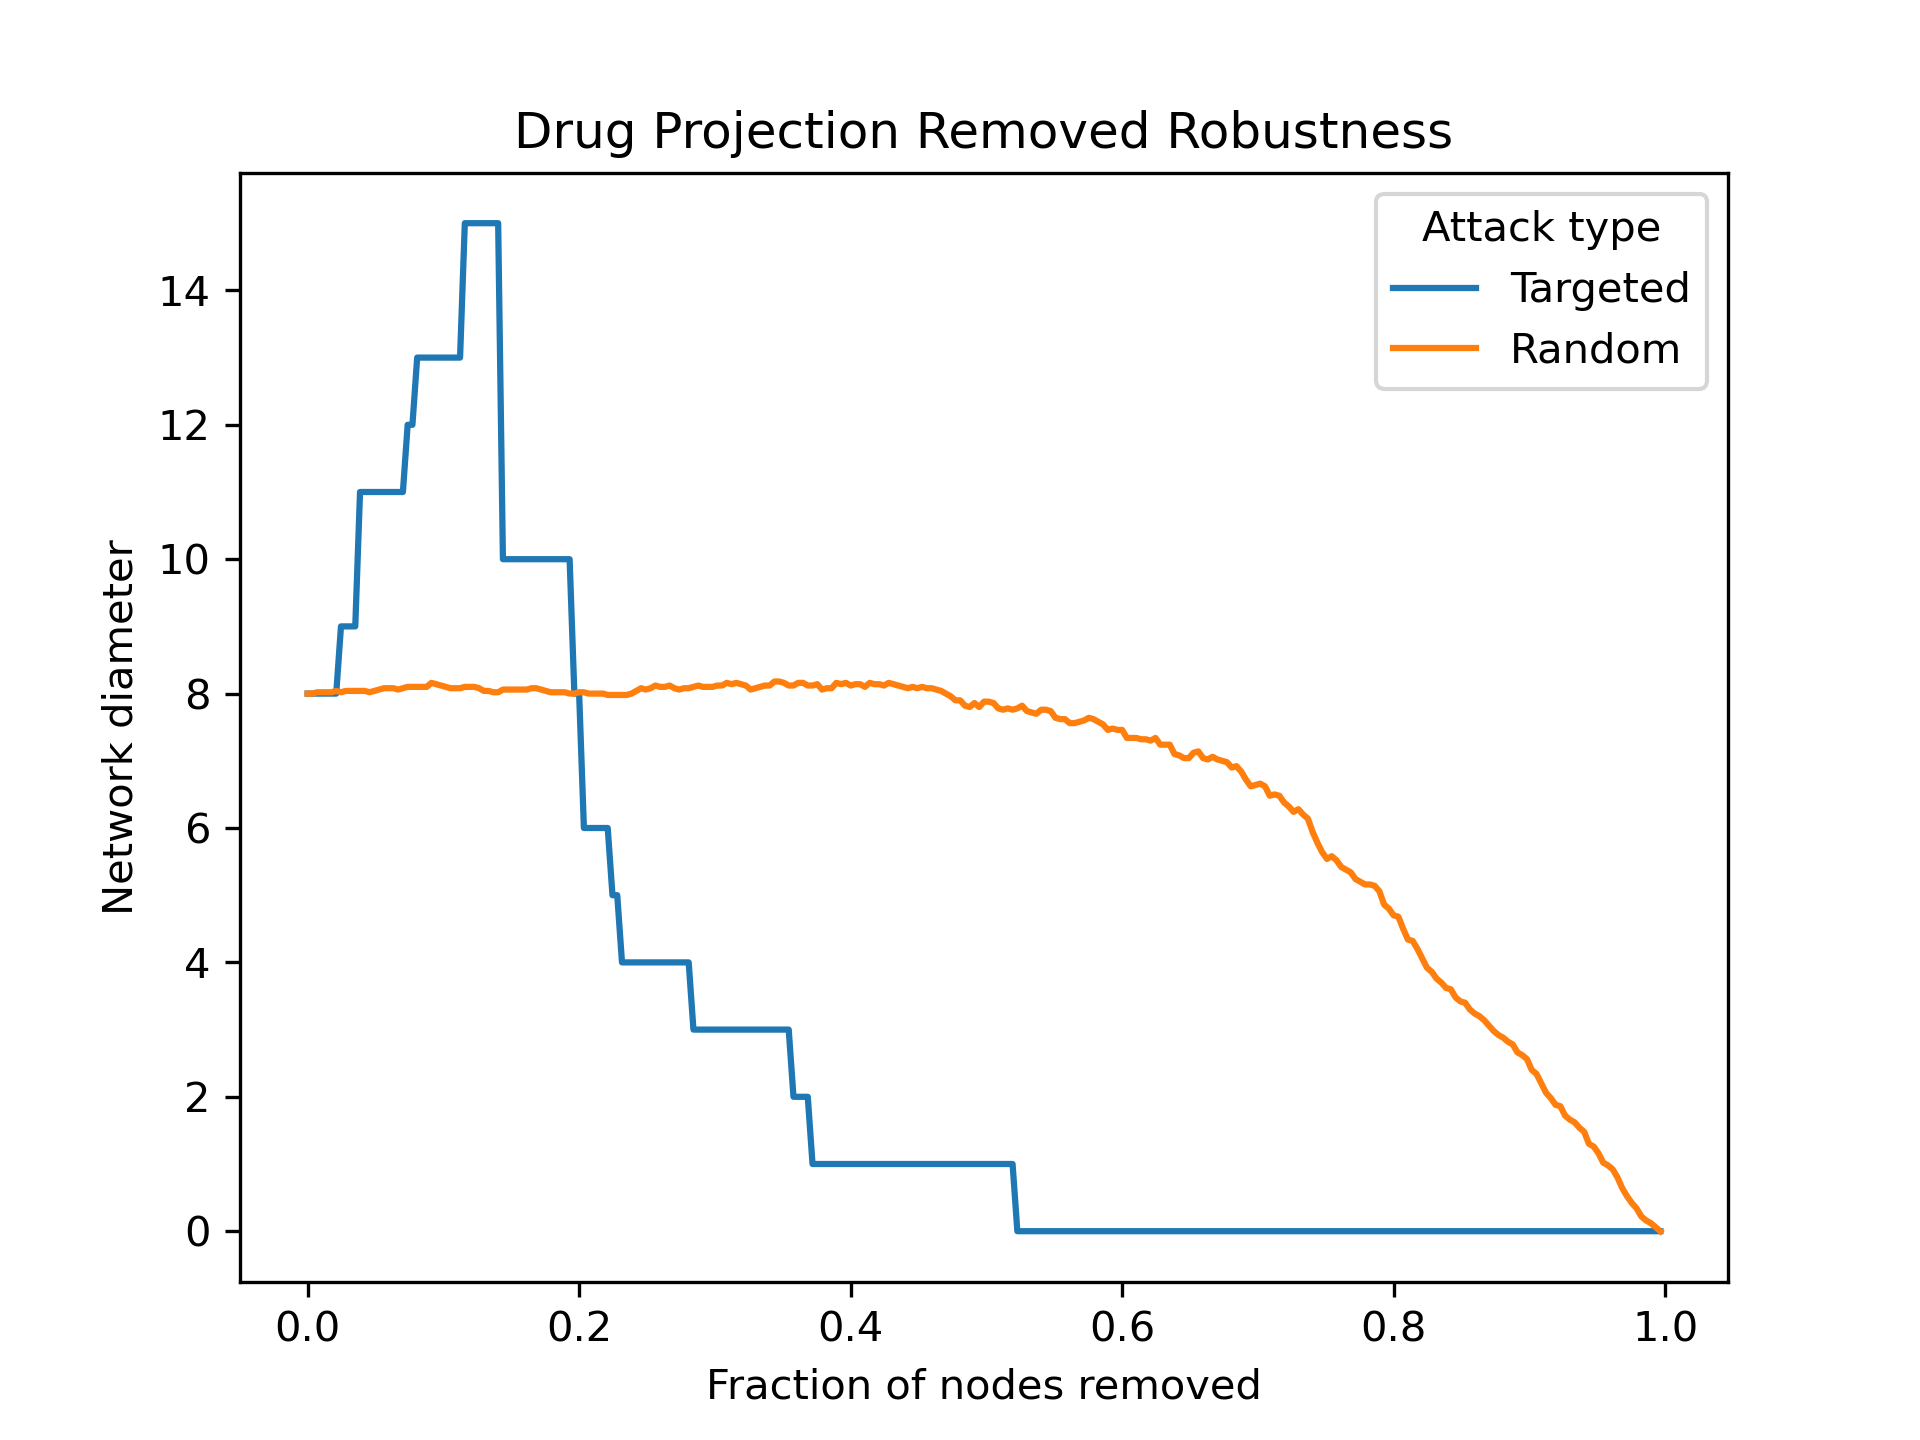 Drug Projection Removed Robustness
Attack type
Targeted
Random
Network diameter
14
12
10
8
6
4
2
0
0.0 0.2 0.4 0.6 0.8 1.0
Fraction of nodes removed